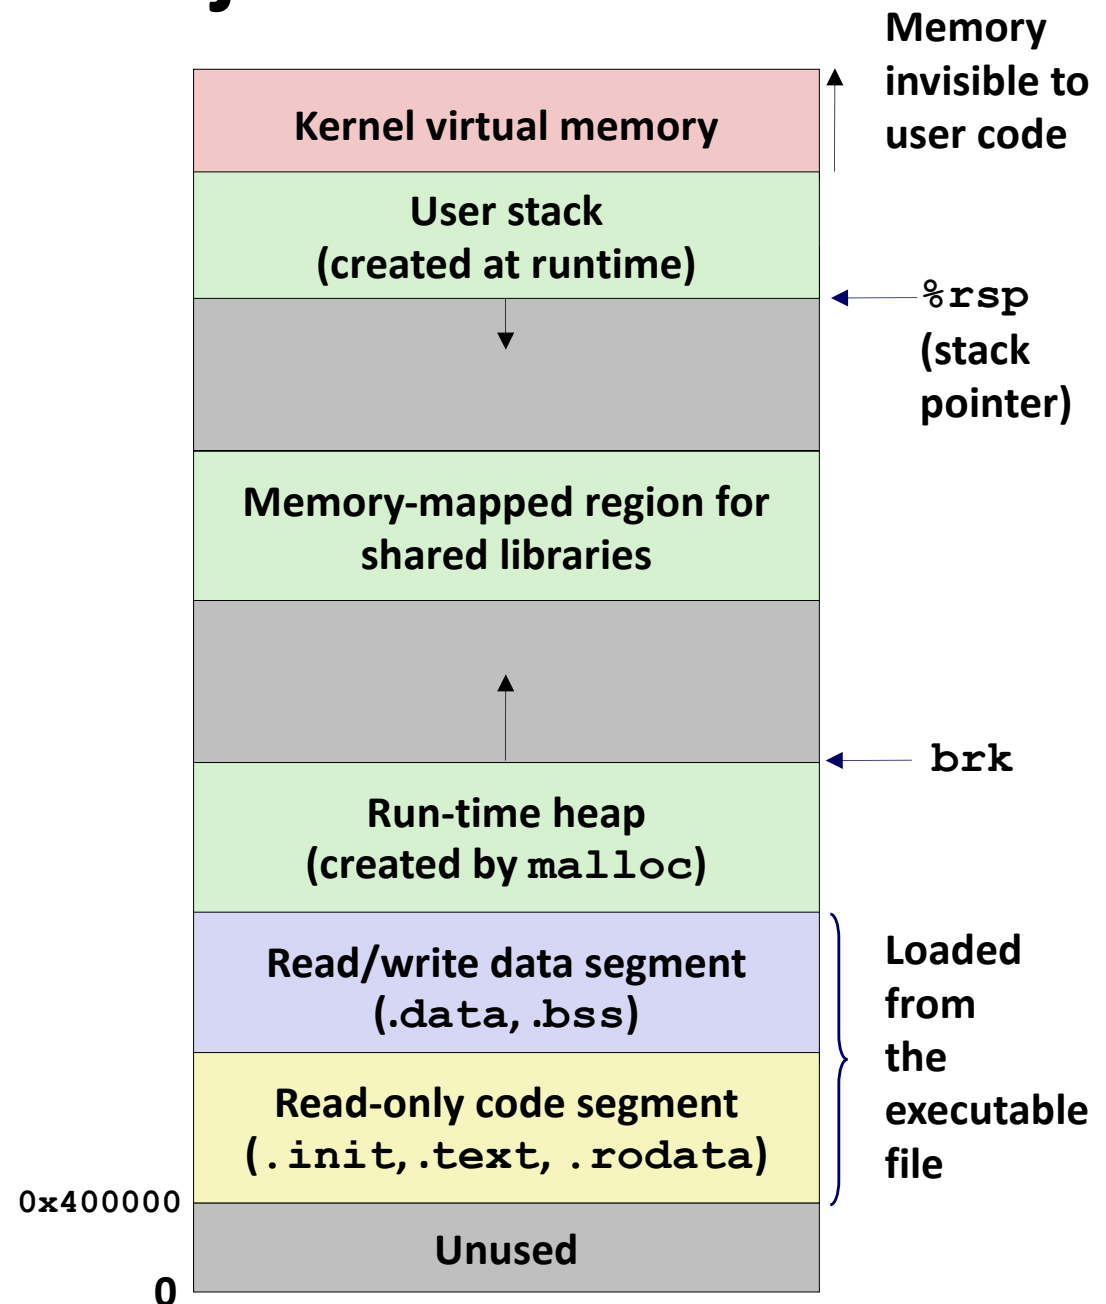 Memory
invisible to
user code
Kernel virtual memory
User stack
(created at runtime)
%rsp
(stack
pointer)
Memory-mapped region for
shared libraries
brk
Run-time heap
(created by malloc)
Read/write data segment
(.data, .bss)
Loaded
from
the
executable
file
Read-only code segment
(.init, .text, .rodata)
0x400000
Unused
0